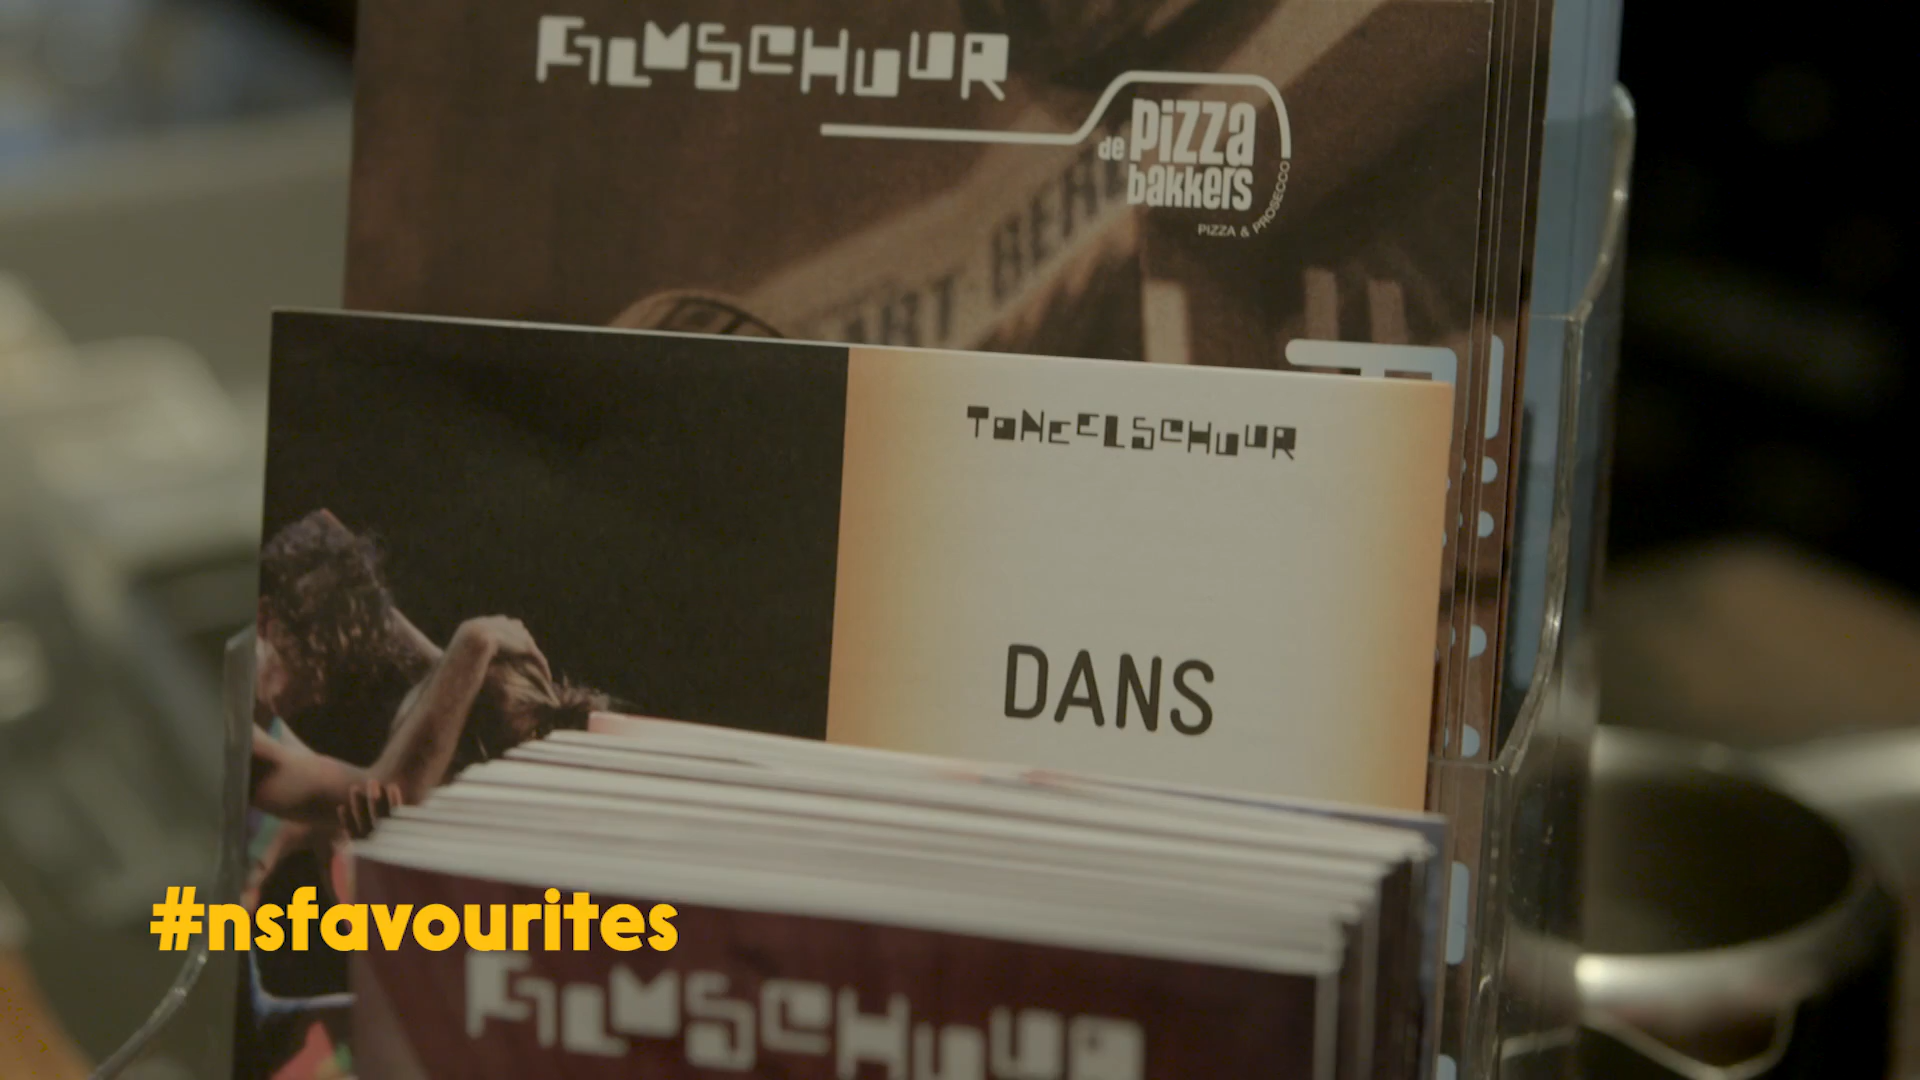 FILMSCHUUR
de pizza
bakkers
PIZZA & PROSECCO
TONEELSCHUUR
DANS
#nsfavourites
FILMSCHUUR